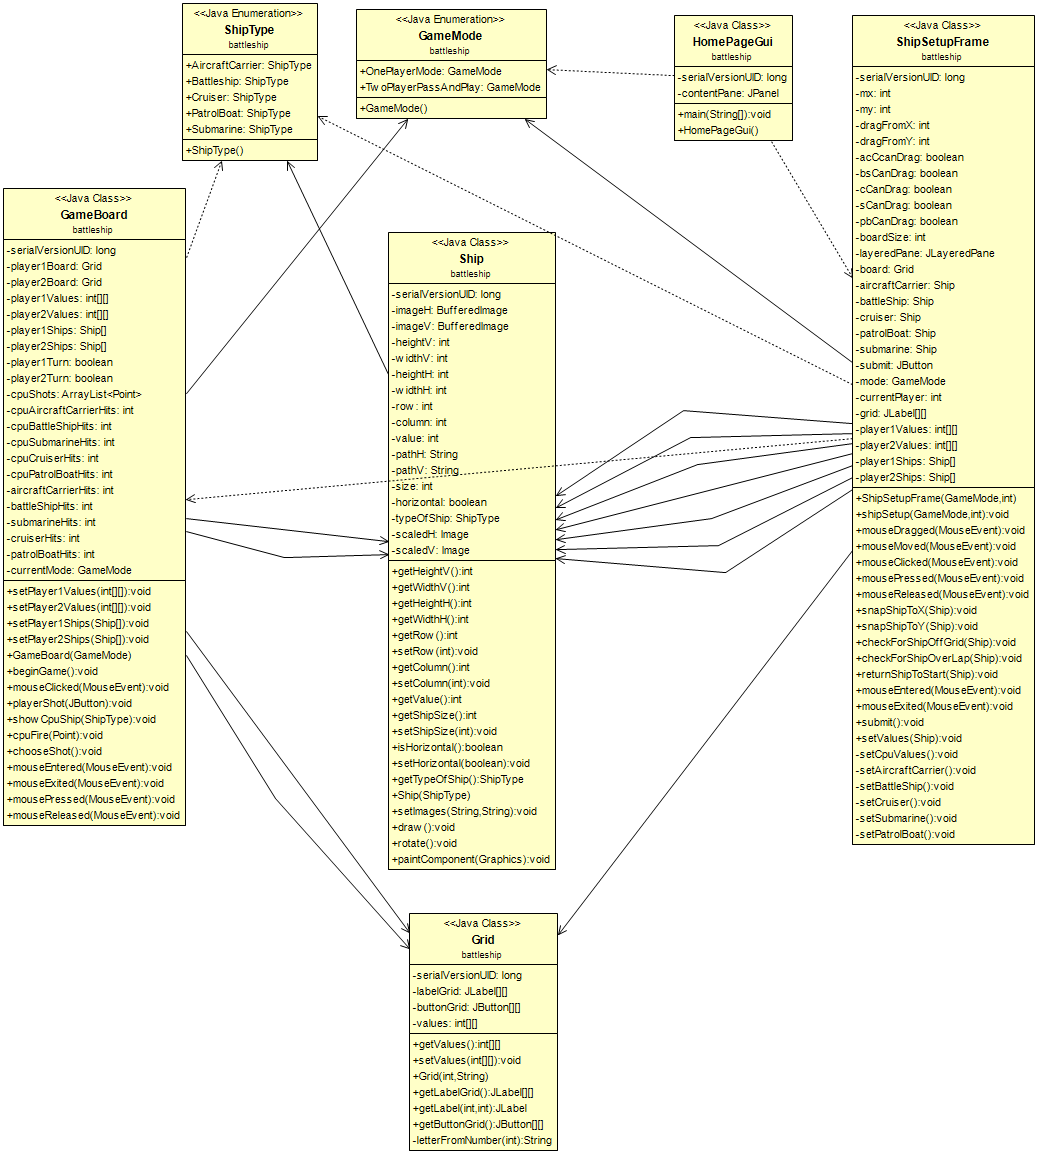 <<Java Enumeration>>
ShipType
battleship
+AircraftCarrier: ShipType
+Battleship: ShipType
+Cruiser: ShipType
+PatrolBoat: ShipType
+Submarine: ShipType
+ShipType()
<<Java Enumeration>>
GameMode
battleship
+OnePlayerMode: GameMode
+TwoPlayerPassAndPlay: GameMode
+GameMode()
<<Java Class>>
HomePageGui
battleship
-serialVersionUID: long
-contentPane: JPanel
+main(String[]):void
+HomePageGui()
<<Java Class>>
ShipSetupFrame
battleship
-serialVersionUID: long
-mx: int
-my: int
-dragFromX: int
-dragFromY: int
-acCcanDrag: boolean
-bsCanDrag: boolean
-cCanDrag: boolean
-sCanDrag: boolean
-pbCanDrag: boolean
-boardSize: int
-layeredPane: JLayeredPane
-board: Grid
-aircraftCarrier: Ship
-battleShip: Ship
-cruiser: Ship
-patrolBoat: Ship
-submarine: Ship
-submit: JButton
-mode: GameMode
-currentPlayer: int
-grid: JLabel[][]
-player1Values: int[][]
-player2Values: int[][]
-player1Ships: Ship[]
-player2Ships: Ship[]
+ShipSetupFrame(GameMode,int)
+shipSetup(GameMode,int):void
+mouseDragged(MouseEvent):void
+mouseMoved(MouseEvent):void
+mouseClicked(MouseEvent):void
+mousePressed(MouseEvent):void
+mouseReleased(MouseEvent):void
+snapShipToX(Ship):void
+snapShipToY(Ship):void
+checkForShipOffGrid(Ship):void
+checkForShipOverLap(Ship):void
+returnShipToStart(Ship):void
+mouseEntered(MouseEvent):void
+mouseExited(MouseEvent):void
+submit():void
+setValues(Ship):void
-setCpuValues():void
-setAircraftCarrier():void
-setBattleShip():void
-setCruiser():void
-setSubmarine():void
-setPatrolBoat():void
<<Java Class>>
GameBoard
battleship
-serialVersionUID: long
-player1Board: Grid
-player2Board: Grid
-player1Values: int[][]
-player2Values: int[][]
-player1Ships: Ship[]
-player2Ships: Ship[]
-player1Turn: boolean
-player2Turn: boolean
-cpuShots: ArrayList<Point>
-cpuAircraftCarrierHits: int
-cpuBattleShipHits: int
-cpuSubmarineHits: int
-cpuCruiserHits: int
-cpuPatrolBoatHits: int
-aircraftCarrierHits: int
-battleShipHits: int
-submarineHits: int
-cruiserHits: int
-patrolBoatHits: int
-currentMode: GameMode
+setPlayer1Values(int[][]):void
+setPlayer2Values(int[][]):void
+setPlayer1Ships(Ship[]):void
+setPlayer2Ships(Ship[]):void
+GameBoard(GameMode)
+beginGame():void
+mouseClicked(MouseEvent):void
+playerShot(JButton):void
+showCpuShip(ShipType):void
+cpuFire(Point):void
+chooseShot():void
+mouseEntered(MouseEvent):void
+mouseExited(MouseEvent):void
+mousePressed(MouseEvent):void
+mouseReleased(MouseEvent):void
<<Java Class>>
Ship
battleship
-serialVersionUID: long
-imageH: BufferedImage
-imageV: BufferedImage
-heightV: int
-widthV: int
-heightH: int
-widthH: int
-row: int
-column: int
-value: int
-pathH: String
-pathV: String
-size: int
-horizontal: boolean
-typeOfShip: ShipType
-scaledH: Image
-scaledV: Image
+getHeightV():int
+getWidthV():int
+getHeightH():int
+getWidthH():int
+getRow():int
+setRow(int):void
+getColumn():int
+setColumn(int):void
+getValue():int
+getShipSize():int
+setShipSize(int):void
+isHorizontal():boolean
+setHorizontal(boolean):void
+getTypeOfShip():ShipType
+Ship(ShipType)
+setImages(String,String):void
+draw():void
+rotate():void
+paintComponent(Graphics):void
<<Java Class>>
Grid
battleship
-serialVersionUID: long
-labelGrid: JLabel[][]
-buttonGrid: JButton[][]
-values: int[][]
+getValues():int[][]
+setValues(int[][]):void
+Grid(int,String)
+getLabelGrid():JLabel[][]
+getLabel(int,int):JLabel
+getButtonGrid():JButton[][]
-letterFromNumber(int):String